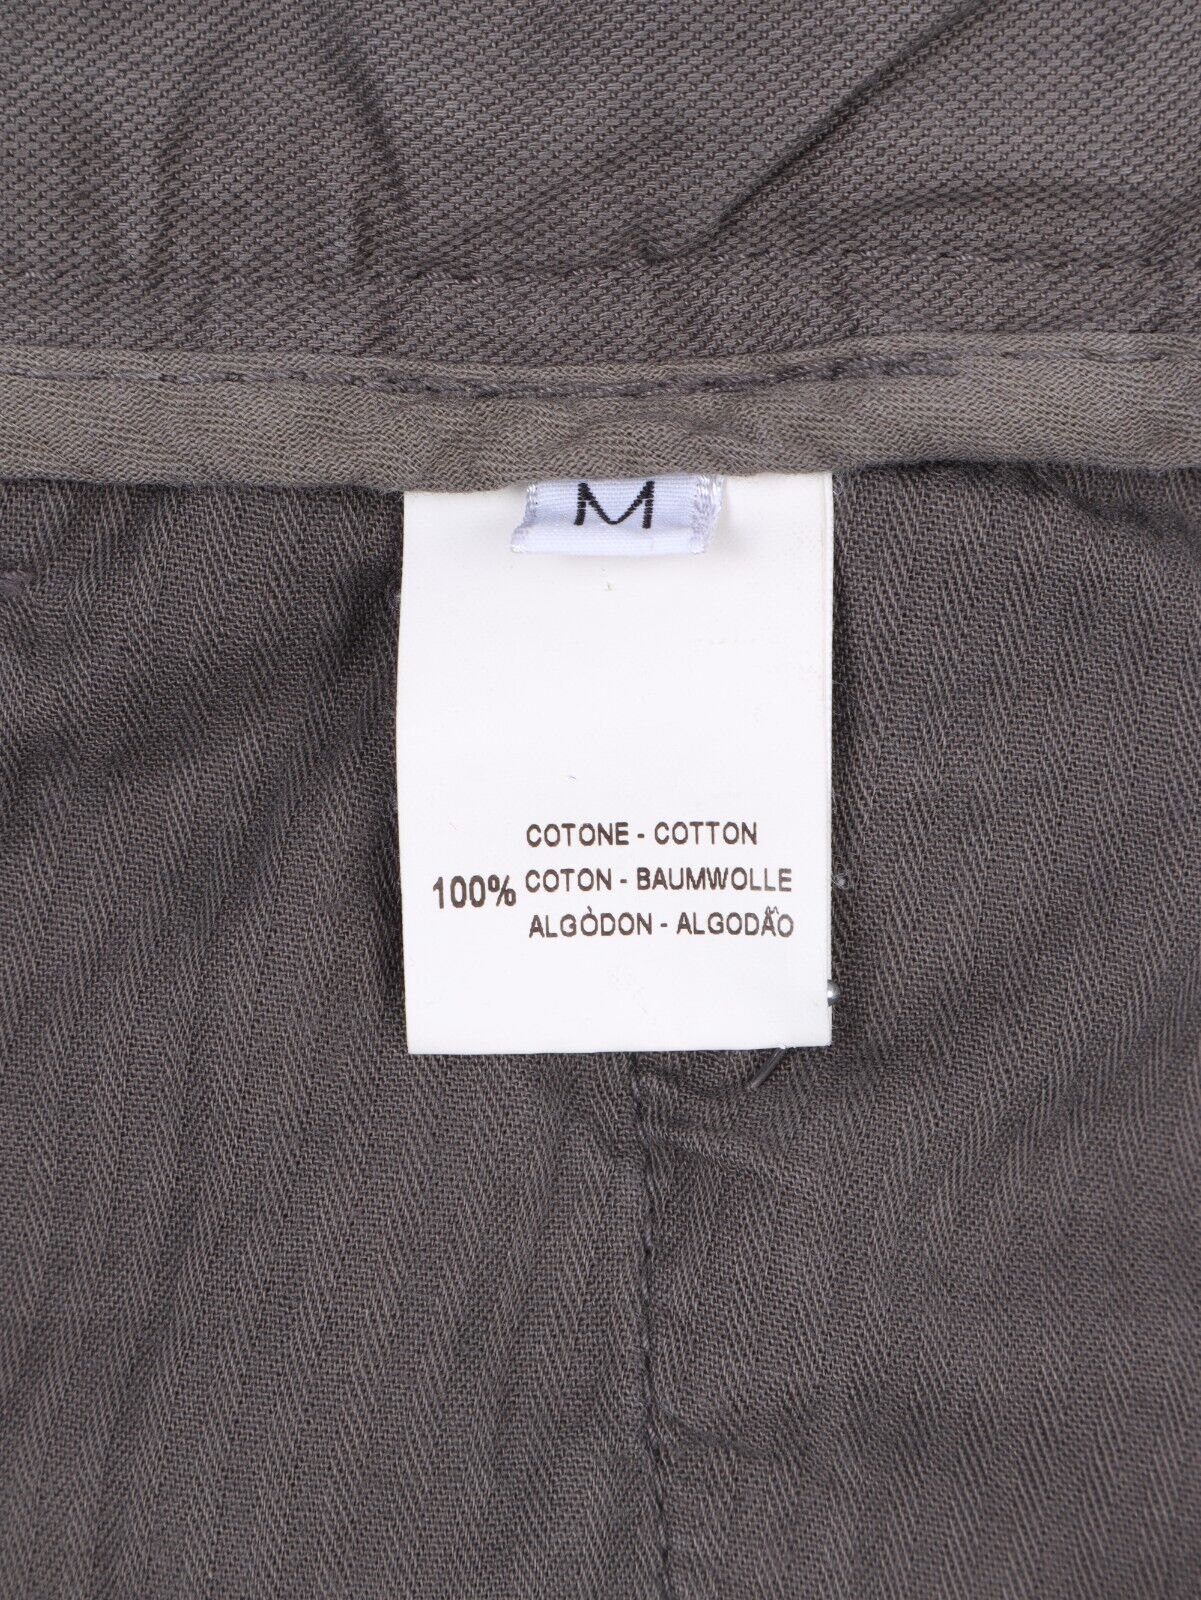 M
COTONE - COTTON
100% COTON - BAUMWOLLE
ALGÒDON - ALGODÃO